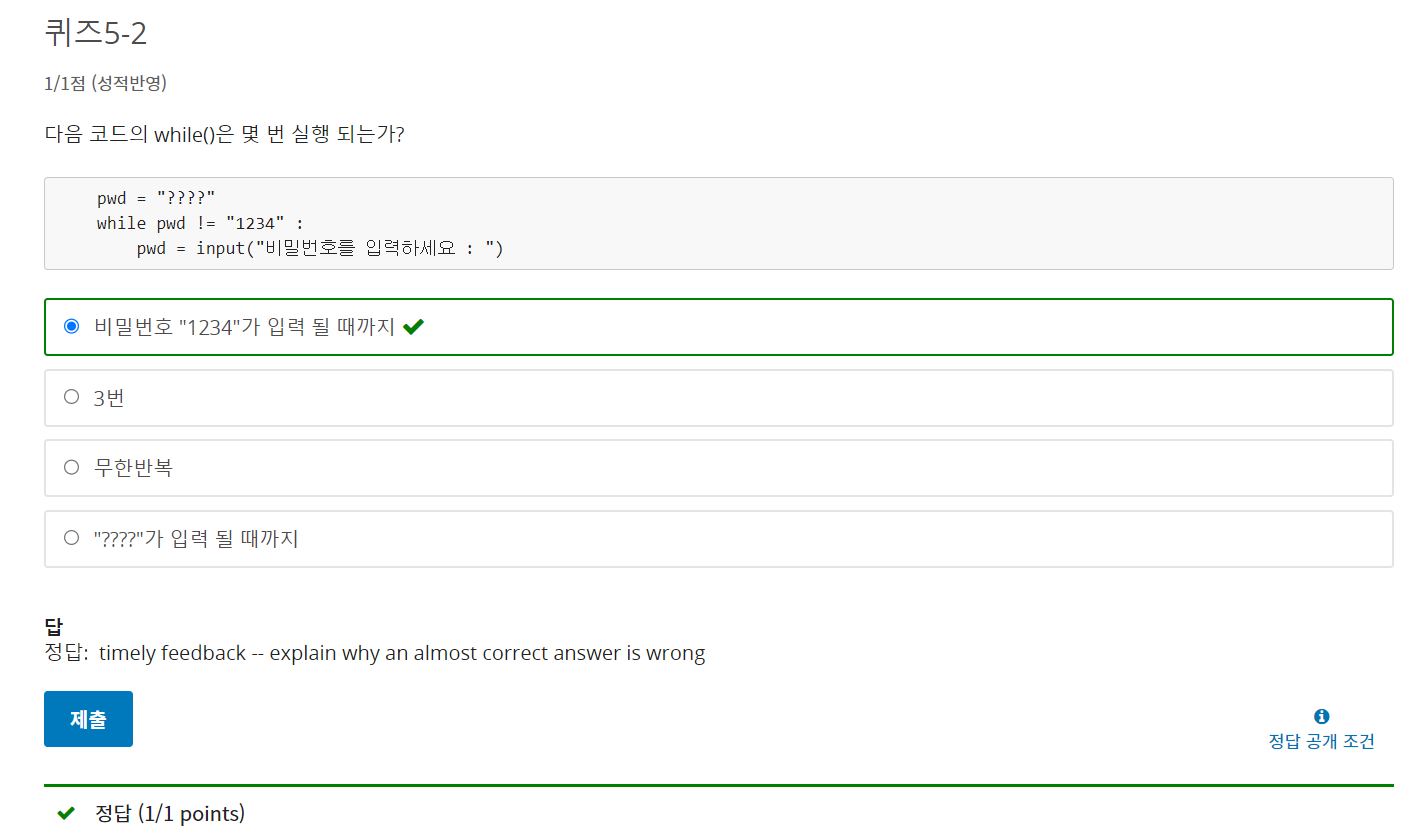 퀴즈5-2
1/1점 (성적반영)
다음 코드의 while()은 몇 번 실행 되는가?
pwd = "????"
while pwd != "1234" :
    pwd = input("비밀번호를 입력하세요 : ")
비밀번호 "1234"가 입력 될 때까지
3번
무한반복
"????"가 입력 될 때까지
답
정답: timely feedback -- explain why an almost correct answer is wrong
제출
정답 공개 조건
정답 (1/1 points)